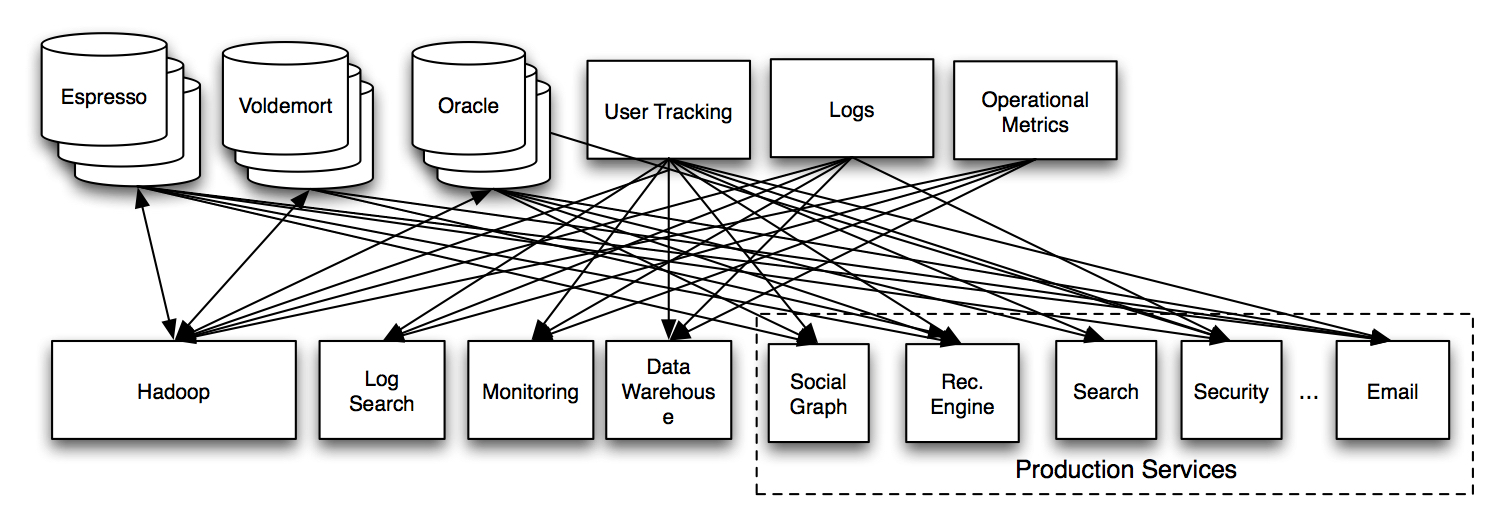 Espresso
Voldemort
Oracle
User Tracking
Logs
Operational
Metrics
Hadoop
Log
Search
Monitoring
Data
Warehous
e
Social
Graph
Rec.
Engine
Search
Security
...
Email
Production Services